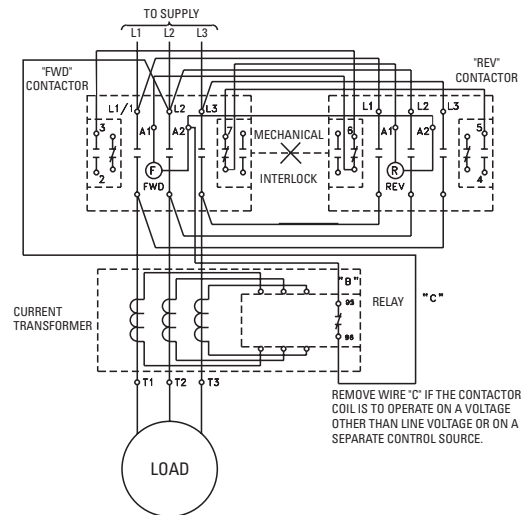 TO SUPPLY
L1 L2 L3
"FWD"
CONTACTOR
"REV"
CONTACTOR
L1/1 L2 L3
L1 L2 L3
3 A1 A2 7
MECHANICAL
6 A1 A2 5
F
R
2 FWD
INTERLOCK
REV 4
"B"
"C"
CURRENT
TRANSFORMER
RELAY
95
96
T1 T2 T3
REMOVE WIRE "C" IF THE CONTACTOR
COIL IS TO OPERATE ON A VOLTAGE
OTHER THAN LINE VOLTAGE OR ON A
SEPARATE CONTROL SOURCE.
LOAD